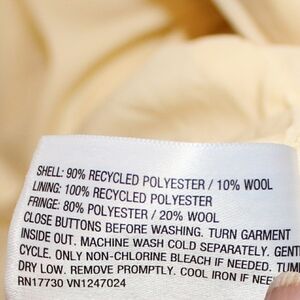 SHELL: 90% RECYCLED POLYESTER / 10% WOOL
LINING: 100% RECYCLED POLYESTER
FRINGE: 80% POLYESTER / 20% WOOL
CLOSE BUTTONS BEFORE WASHING. TURN GARMENT
INSIDE OUT. MACHINE WASH COLD SEPARATELY.
CYCLE. ONLY NON-CHLORINE BLEACH IF NEEDED.
DRY LOW. REMOVE PROMPTLY. COOL IRON IF
RN17730 VN1247024